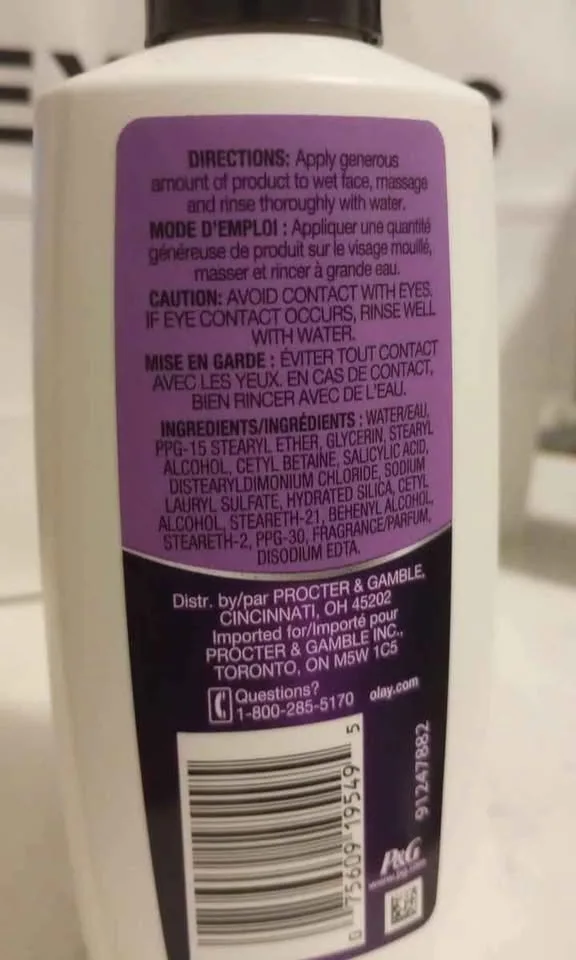 DIRECTIONS: Apply generous
amount of product to wet face, massage
and rinse thoroughly with water.
MODE D'EMPLOI : Appliquer une quantité
généreuse de produit sur le visage mouillé,
masser et rincer à grande eau.
CAUTION: AVOID CONTACT WITH EYES.
IF EYE CONTACT OCCURS, RINSE WELL
WITH WATER.
MISE EN GARDE : ÉVITER TOUT CONTACT
AVEC LES YEUX. EN CAS DE CONTACT,
BIEN RINCER AVEC DE L'EAU.
INGREDIENTS/INGRÉDIENTS : WATER/EAU,
PPG-15 STEARYL ETHER, GLYCERIN, STEARYL
ALCOHOL, CETYL BETAINE, SALICYLIC ACID,
DISTEARYLDIMONIUM CHLORIDE, SODIUM
LAURYL SULFATE, HYDRATED SILICA, CETYL
ALCOHOL, STEARETH-21, BEHENYL ALCOHOL,
STEARETH-2, PPG-30, FRAGRANCE/PARFUM,
DISODIUM EDTA.
Distr. by/par PROCTER & GAMBLE,
CINCINNATI, OH 45202
Imported for/Importé pour
PROCTER & GAMBLE INC.,
TORONTO, ON M5W 1C5
Questions?
1-800-285-5170 olay.com
0 75609 19549 5
91247882
P&G
www.pg.com